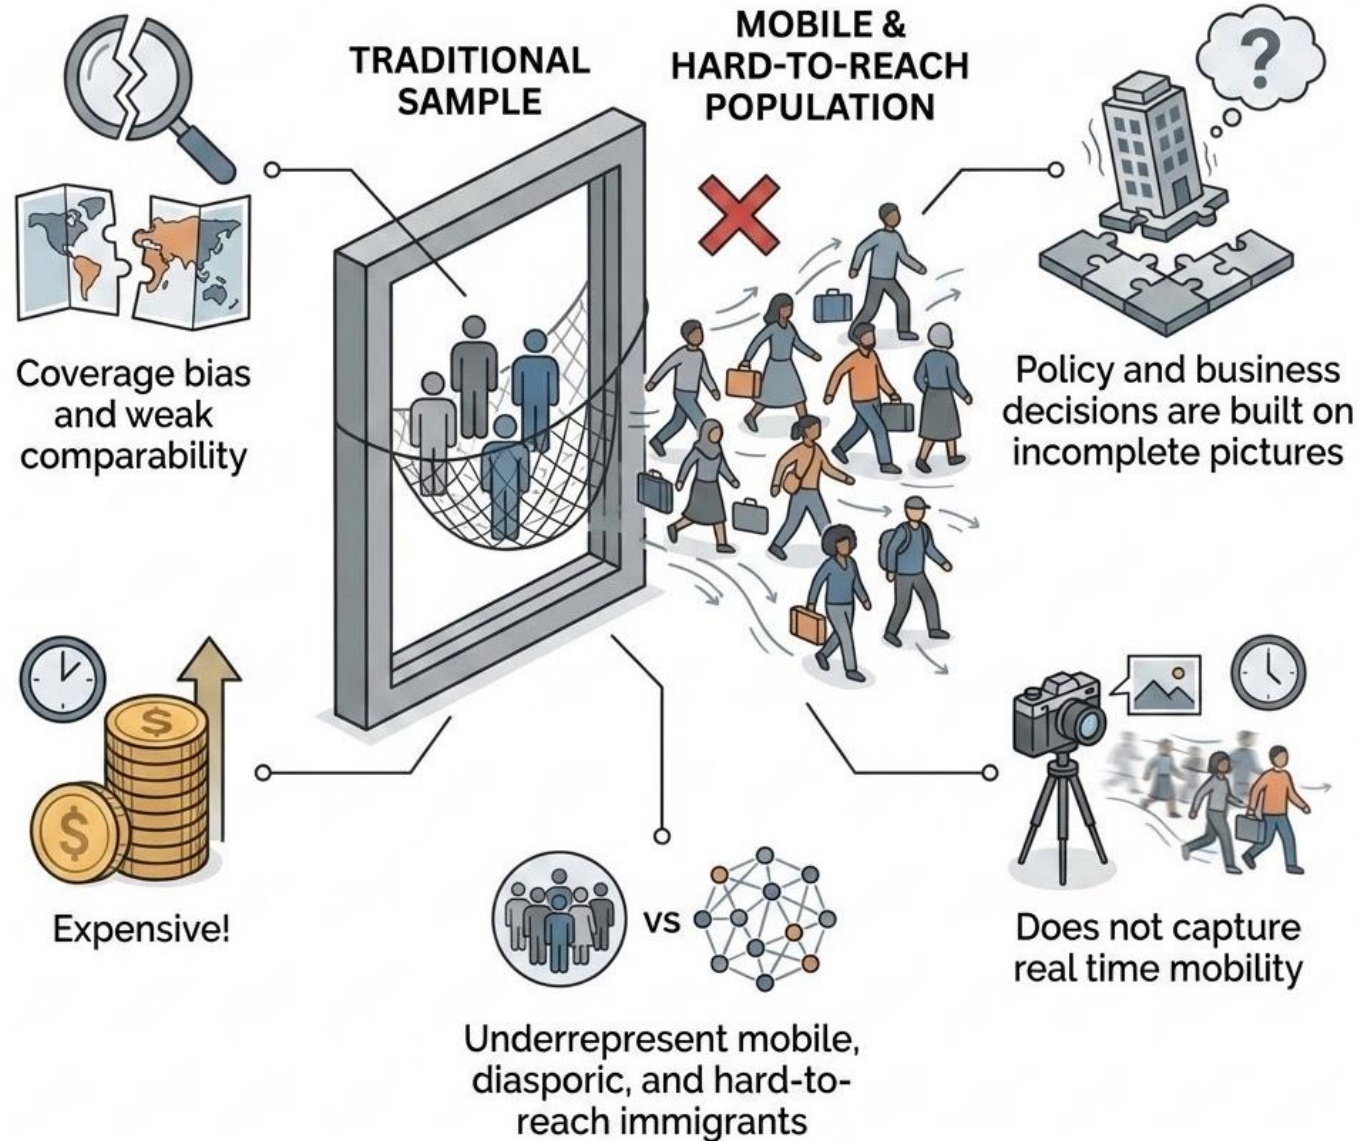 TRADITIONAL
SAMPLE
MOBILE &
HARD-TO-REACH
POPULATION
?
Coverage bias
and weak
comparability
Policy and business
decisions are built on
incomplete pictures
$
$
Expensive!
VS
Underrepresent mobile,
diasporic, and hard-to-
reach immigrants
Does not capture
real time mobility